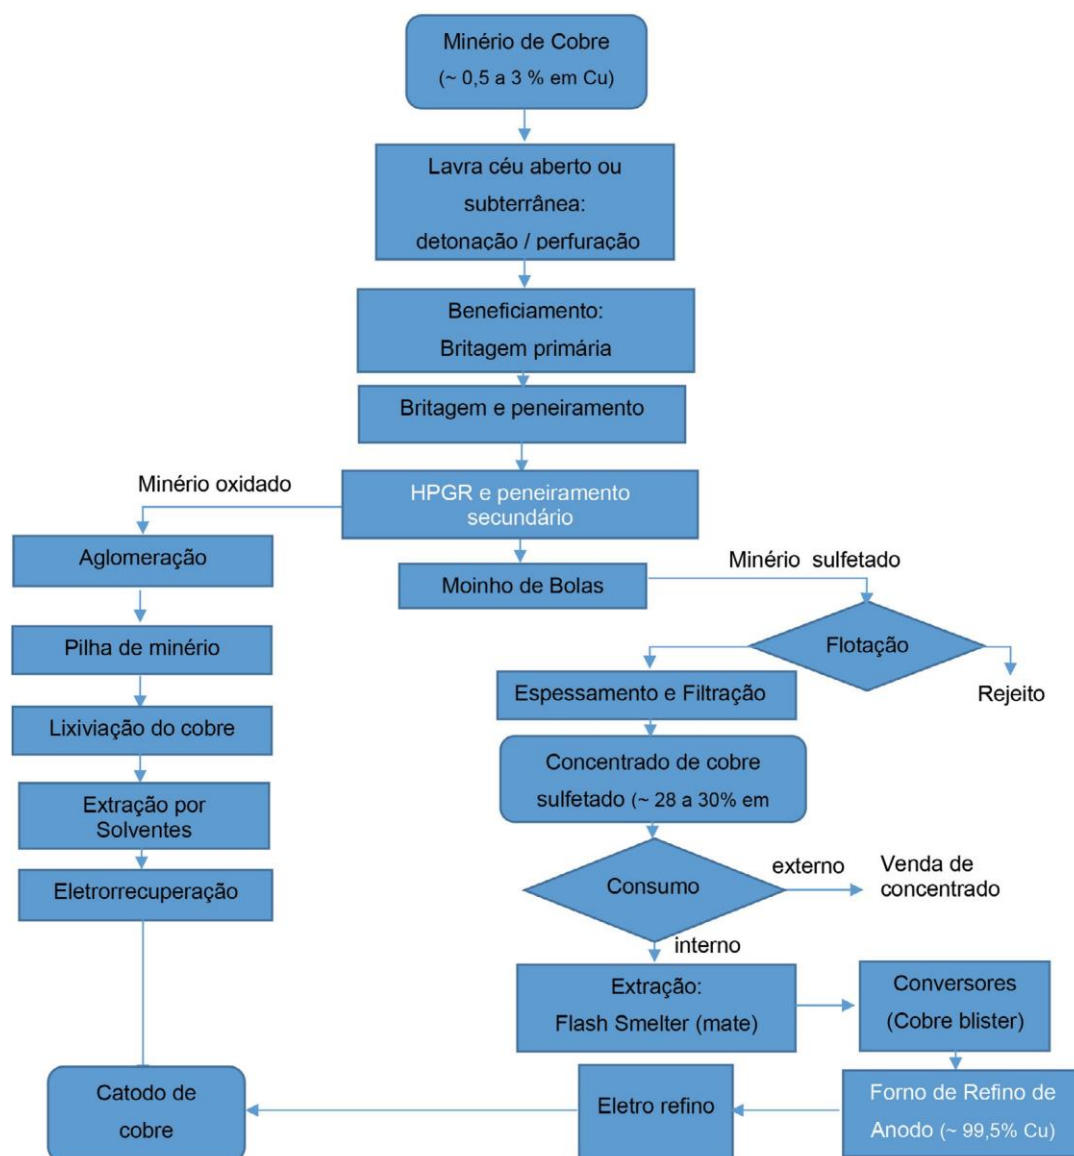 Minério de Cobre
(~ 0,5 a 3 % em Cu)
Lavra céu aberto ou
subterrânea:
detonação / perfuração
Beneficiamento:
Britagem primária
Britagem e peneiramento
Minério oxidado
HPGR e peneiramento
secundário
Aglomeração
Moinho de Bolas
Minério sulfetado
Flotação
Rejeito
Pilha de minério
Espessamento e Filtração
Lixiviação do cobre
Concentrado de cobre
sulfetado (~ 28 a 30% em
Extração por
Solventes
Eletrorrecuperação
Consumo
externo
Venda de
concentrado
interno
Extração:
Flash Smelter (mate)
Conversores
(Cobre blister)
Forno de Refino de
Anodo (~ 99,5% Cu)
Eletro refino
Catodo de
cobre